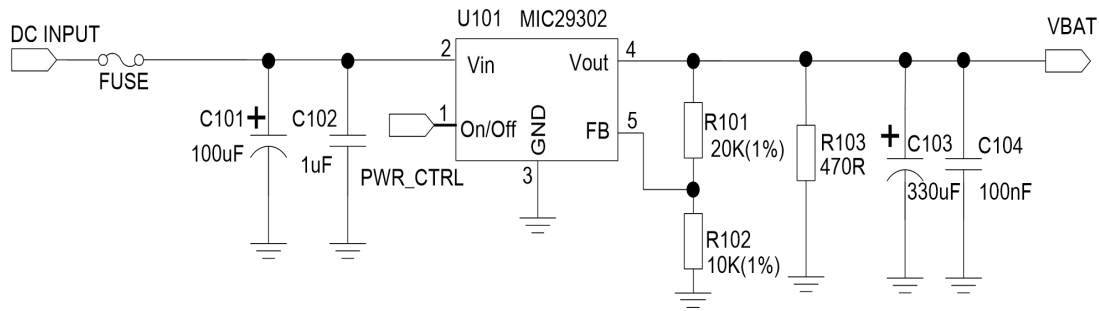 U101 MIC29302
DC INPUT
VBAT
FUSE
2
Vin
Vout
4
C101
+
100uF
C102
1uF
1
On/Off
PWR_CTRL
GND
3
FB
5
R101
20K(1%)
R102
10K(1%)
R103
470R
+
C103
330uF
C104
100nF